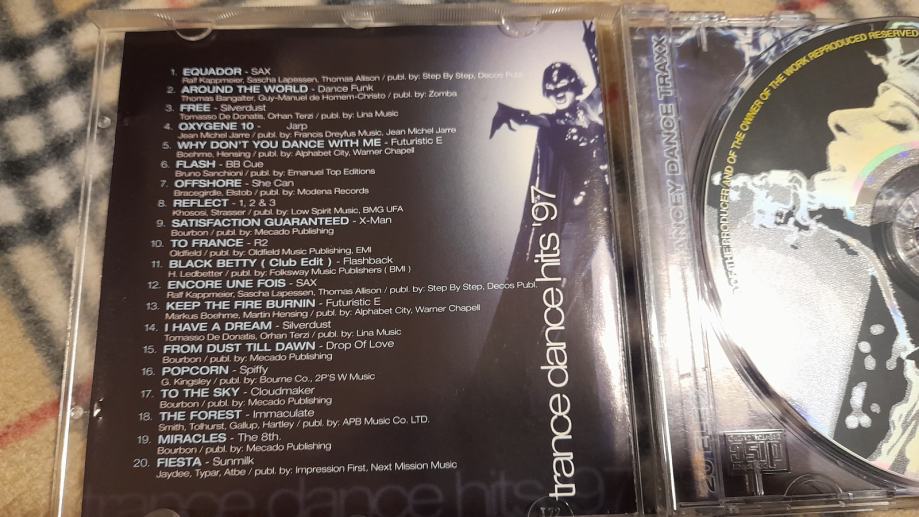 1. EQUADOR - SAX
Ralf Kappmeier, Sascha Lapessen, Thomas Allison / publ. by: Step By Step, Decos Publ.
2. AROUND THE WORLD - Dance Funk
Thomas Bangalter, Guy-Manuel de Homem-Christo / publ. by: Zomba
3. FREE - Silverdust
Tomasso De Donatis, Orhan Terzi / publ. by: Lina Music
4. OXYGENE 10 - Jarp
Jean Michel Jarre / publ. by: Francis Dreyfus Music, Jean Michel Jarre
5. WHY DON'T YOU DANCE WITH ME - Futuristic E
Boehme, Hensing / publ. by: Alphabet City, Warner Chapell
6. FLASH - BB Cue
Bruno Sanchioni / publ. by: Emanuel Top Editions
7. OFFSHORE - She Can
Bracegirdle, Elstob / publ. by: Modena Records
8. REFLECT - 1, 2 & 3
Khososi, Strasser / publ. by: Low Spirit Music, BMG UFA
9. SATISFACTION GUARANTEED - X-Man
Bourbon / publ. by: Mecado Publishing
10. TO FRANCE - R2
Oldfield / publ. by: Oldfield Music Publishing, EMI
11. BLACK BETTY ( Club Edit ) - Flashback
H. Ledbetter / publ. by: Folksway Music Publishers ( BMI )
12. ENCORE UNE FOIS - SAX
Ralf Kappmeier, Sascha Lapessen, Thomas Allison / publ. by: Step By Step, Decos Publ.
13. KEEP THE FIRE BURNIN - Futuristic E
Markus Boehme, Martin Hensing / publ. by: Alphabet City, Warner Chapell
14. I HAVE A DREAM - Silverdust
Tomasso De Donatis, Orhan Terzi / publ. by: Lina Music
15. FROM DUST TILL DAWN - Drop Of Love
Bourbon / publ. by: Mecado Publishing
16. POPCORN - Spiffy
G. Kingsley / publ. by: Bourne Co., 2P'S W Music
17. TO THE SKY - Cloudmaker
Bourbon / publ. by: Mecado Publishing
18. THE FOREST - Immaculate
Smith, Tolhurst, Gallup, Hartley / publ. by: APB Music Co. LTD.
19. MIRACLES - The 8th.
Bourbon / publ. by: Mecado Publishing
20. FIESTA - Sunmilk
Jaydee, Typar, Atbe / publ. by: Impression First, Next Mission Music
trance dance hits '97
trance dance hits '97
DANCE TRAXX
PRODUCER AND OF THE OWNER OF THE WORK REPRODUCED RESERVED